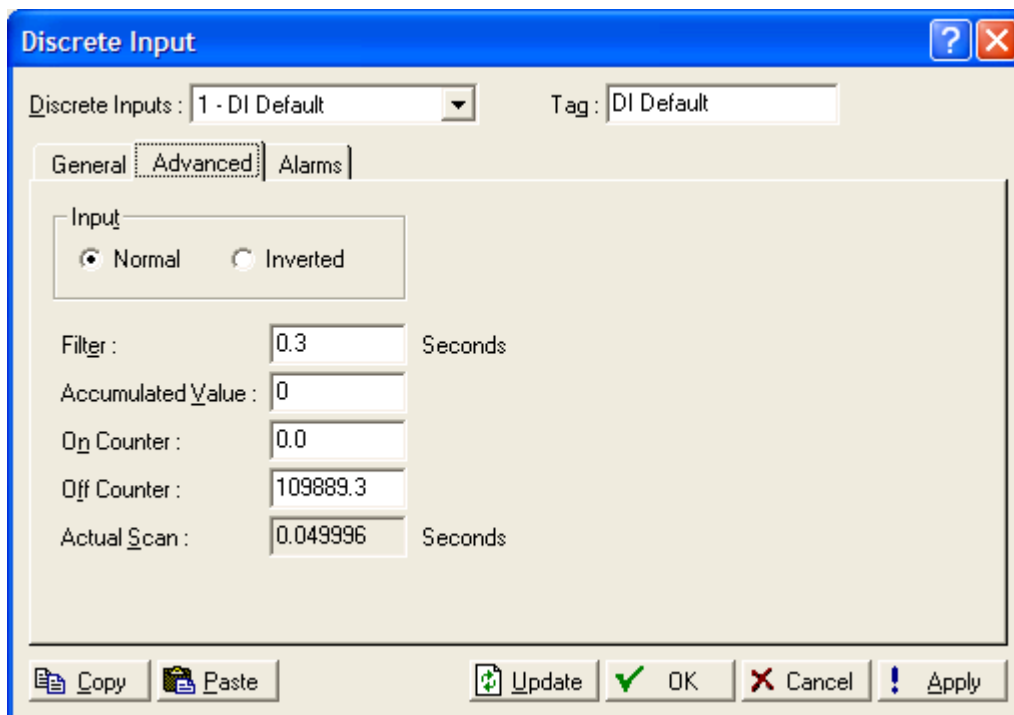 Discrete Input
Discrete Inputs : 1 - DI Default Tag : DI Default
General Advanced Alarms
Input
Normal Inverted
Filter : 0.3 Seconds
Accumulated Value : 0
On Counter : 0.0
Off Counter : 109889.3
Actual Scan : 0.049996 Seconds
Copy Paste Update OK Cancel Apply